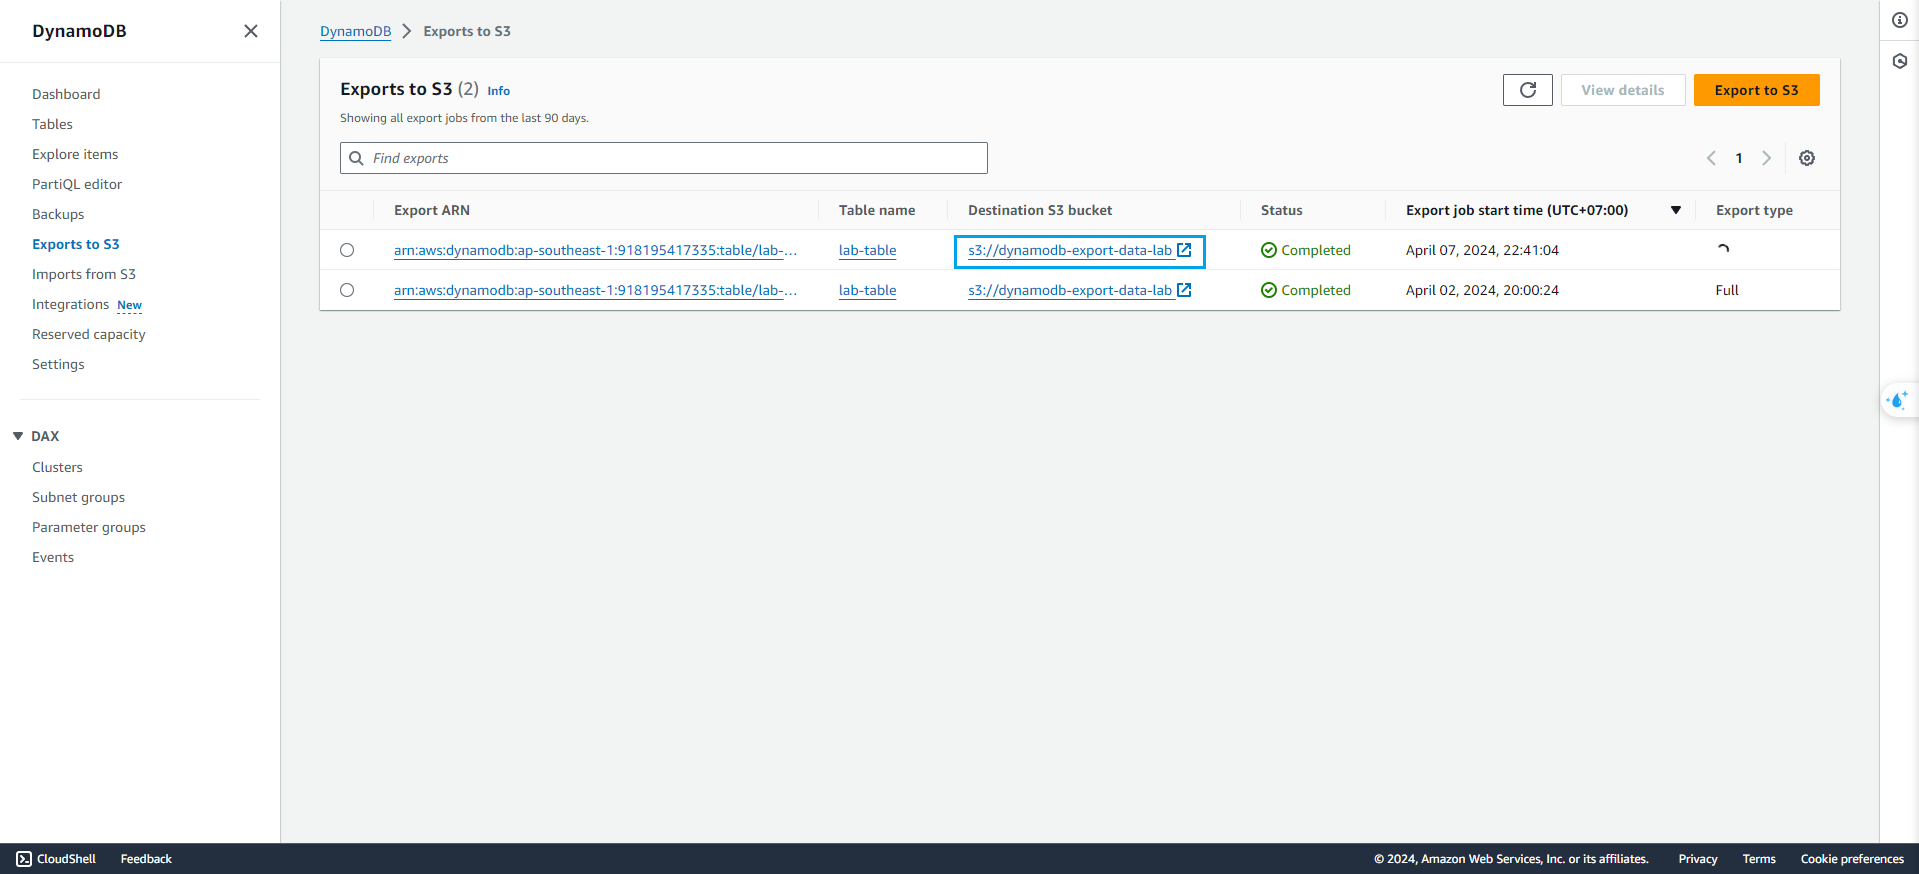 DynamoDB
Dashboard
Tables
Explore items
PartiQL editor
Backups
Exports to S3
Imports from S3
Integrations New
Reserved capacity
Settings
DAX
Clusters
Subnet groups
Parameter groups
Events
DynamoDB Exports to S3
Exports to S3 (2) Info
View details
Export to S3
Showing all export jobs from the last 90 days.
Find exports
1
Export ARN Table name Destination S3 bucket Status Export job start time (UTC+07:00) Export type
arn:aws:dynamodb:ap-southeast-1:918195417335:table/lab-... lab-table s3://dynamodb-export-data-lab Completed April 07, 2024, 22:41:04
arn:aws:dynamodb:ap-southeast-1:918195417335:table/lab-... lab-table s3://dynamodb-export-data-lab Completed April 02, 2024, 20:00:24 Full
CloudShell Feedback © 2024, Amazon Web Services, Inc. or its affiliates. Privacy Terms Cookie preferences